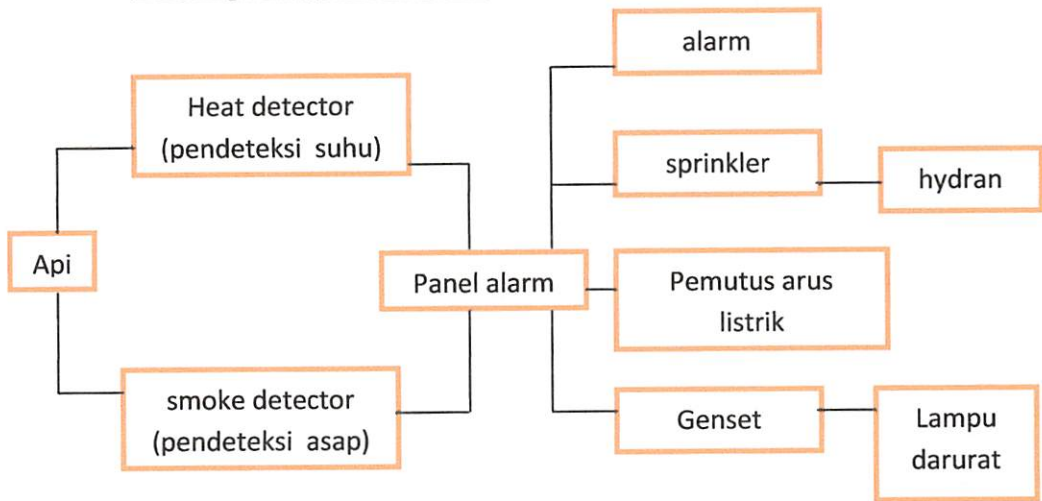 alarm
Heat detector
(pendeteksi suhu)
sprinkler
hydran
Api
Panel alarm
Pemutus arus
listrik
smoke detector
(pendeteksi asap)
Genset
Lampu
darurat